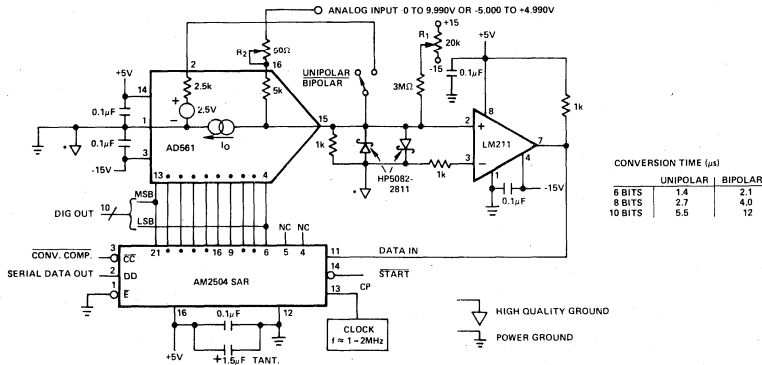 ANALOG INPUT 0 TO 9.990V OR -5.000 TO +4.990V
R2
50Ω
16
2
+15
R1
20k
-15
+5V
0.1μF
3MΩ
UNIPOLAR
BIPOLAR
1k
+5V
14
0.1μF
1
0.1μF
3
-15V
2.5k
+
2.5V
-
5k
AD561
IO
15
1k
HP5082-
2811
1k
2
+
LM211
3
-
8
7
4
1
0.1μF
-15V
13
4
MSB
DIG OUT 10
LSB
CONVERSION TIME (μs)
UNIPOLAR BIPOLAR
6 BITS 1.4 2.1
8 BITS 2.7 4.0
10 BITS 5.5 12
21
16
9
6
NC
5
NC
4
11
DATA IN
CONV. COMP.
3
CC
SERIAL DATA OUT
2
DD
1
E
AM2504 SAR
14
START
13
CP
16
12
0.1μF
+5V
+1.5μF TANT.
CLOCK
f ≈ 1-2MHz
HIGH QUALITY GROUND
POWER GROUND